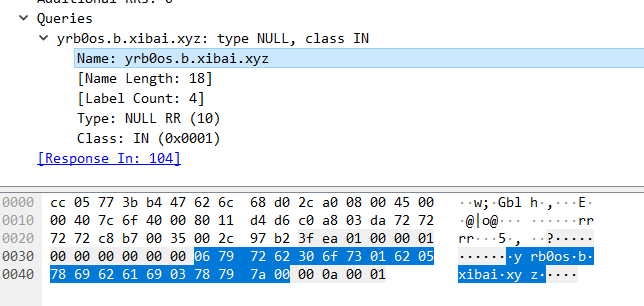 Additional RRs: 0
Queries
yrb0os.b.xibai.xyz: type NULL, class IN
Name: yrb0os.b.xibai.xyz
[Name Length: 18]
[Label Count: 4]
Type: NULL RR (10)
Class: IN (0x0001)
[Response In: 104]
0000 cc 05 77 3b b4 47 62 6c 68 d0 2c a0 08 00 45 00 ··w;·Gbl h·,···E·
0010 00 40 7c 6f 40 00 80 11 d4 d6 c0 a8 03 da 72 72 ·@|o@··· ······rr
0020 72 72 c8 b7 00 35 00 2c 97 b2 3f ea 01 00 00 01 rr···5·, ··?·····
0030 00 00 00 00 00 00 06 79 72 62 30 6f 73 01 62 05 ·······y rb0os·b·
0040 78 69 62 61 69 03 78 79 7a 00 00 0a 00 01 xibai·xy z·····